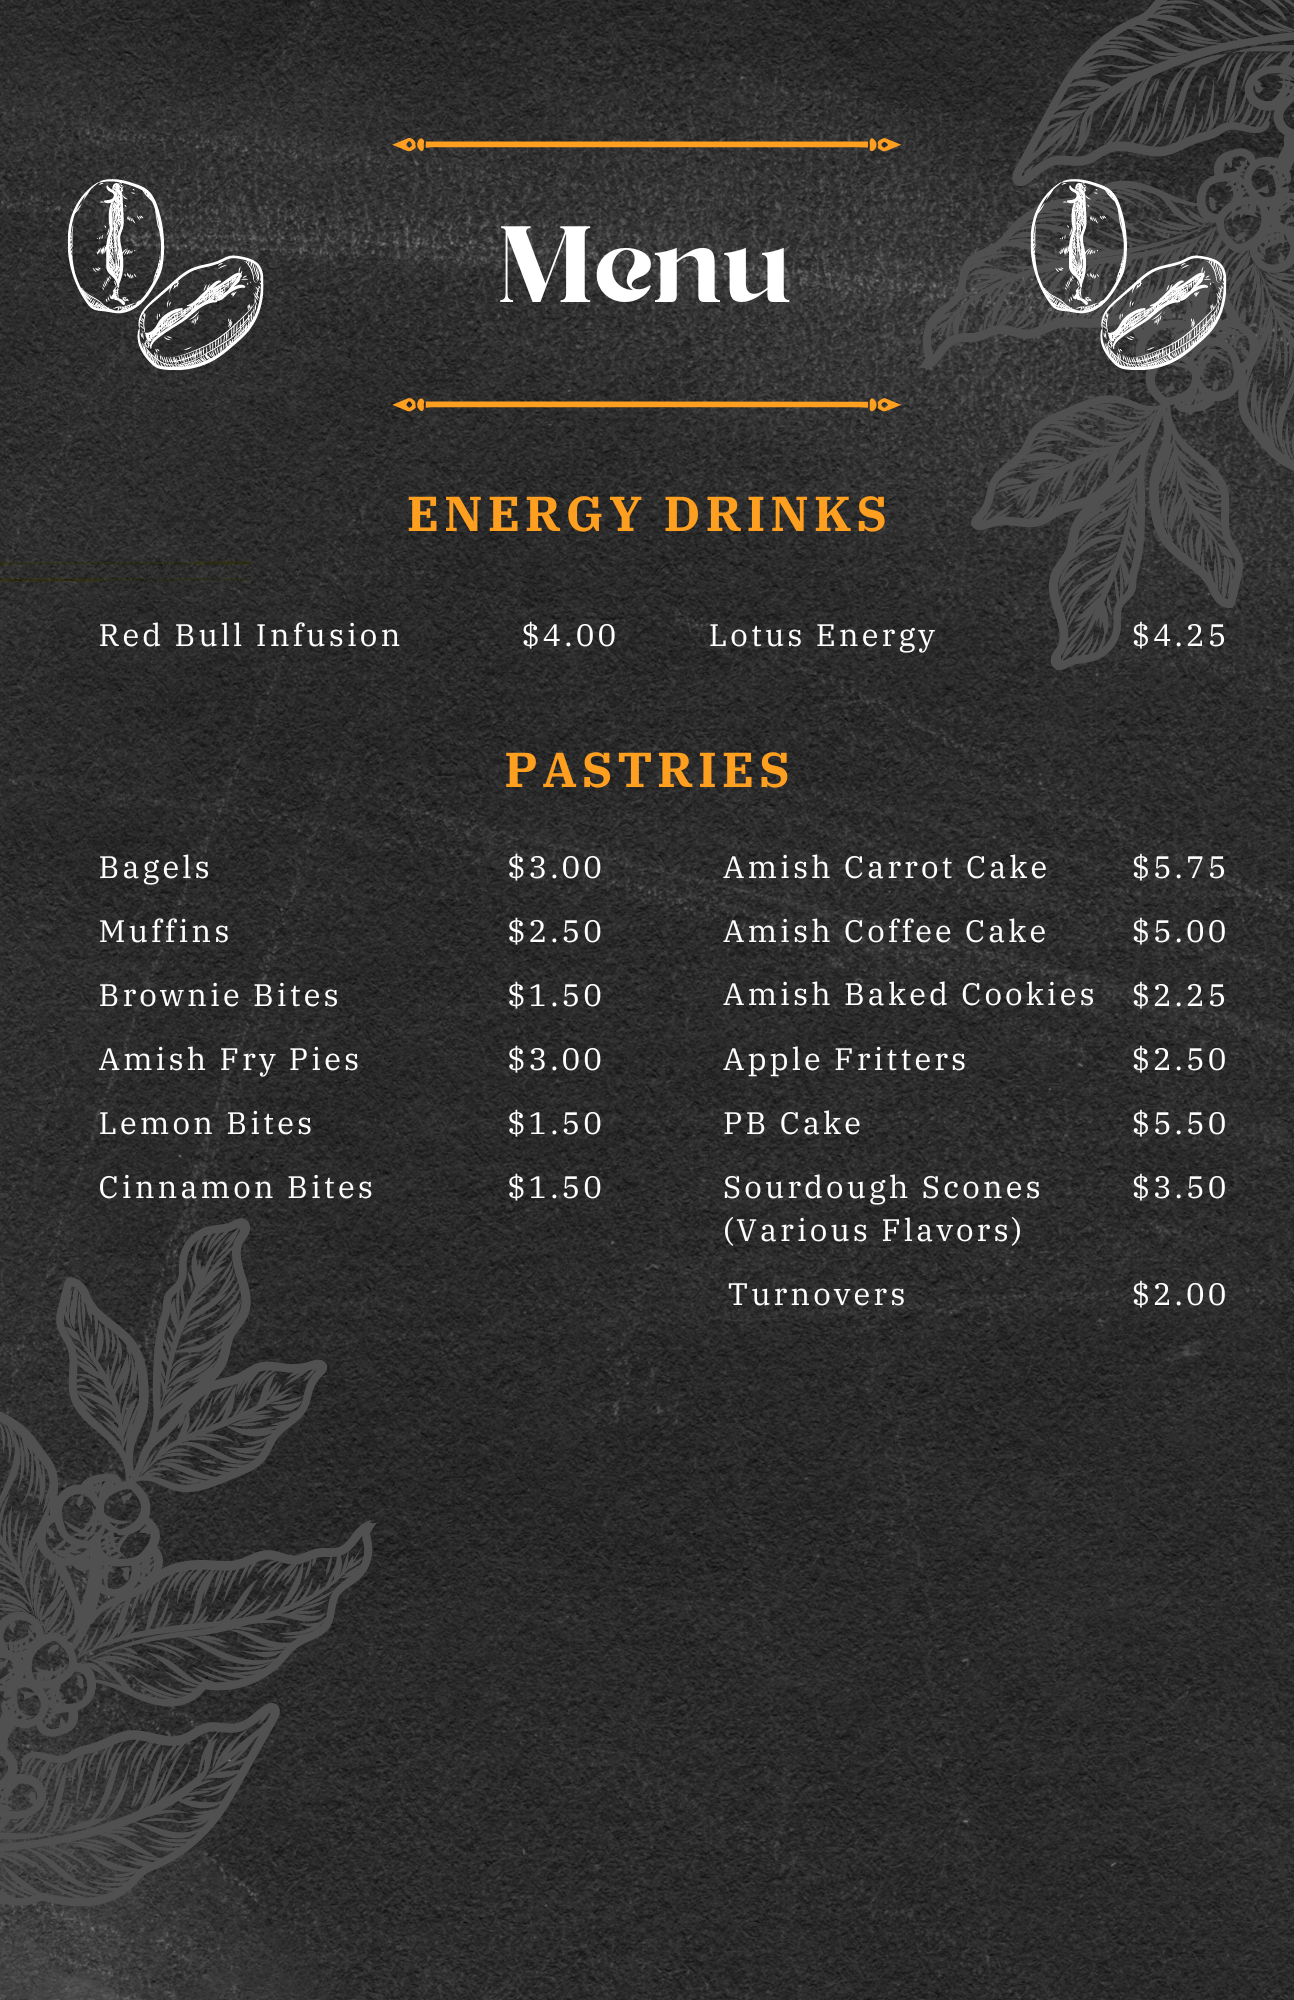 Menu
ENERGY DRINKS
Red Bull Infusion $4.00
Lotus Energy $4.25
PASTRIES
Bagels $3.00
Muffins $2.50
Brownie Bites $1.50
Amish Fry Pies $3.00
Lemon Bites $1.50
Cinnamon Bites $1.50
Amish Carrot Cake $5.75
Amish Coffee Cake $5.00
Amish Baked Cookies $2.25
Apple Fritters $2.50
PB Cake $5.50
Sourdough Scones $3.50
(Various Flavors)
Turnovers $2.00